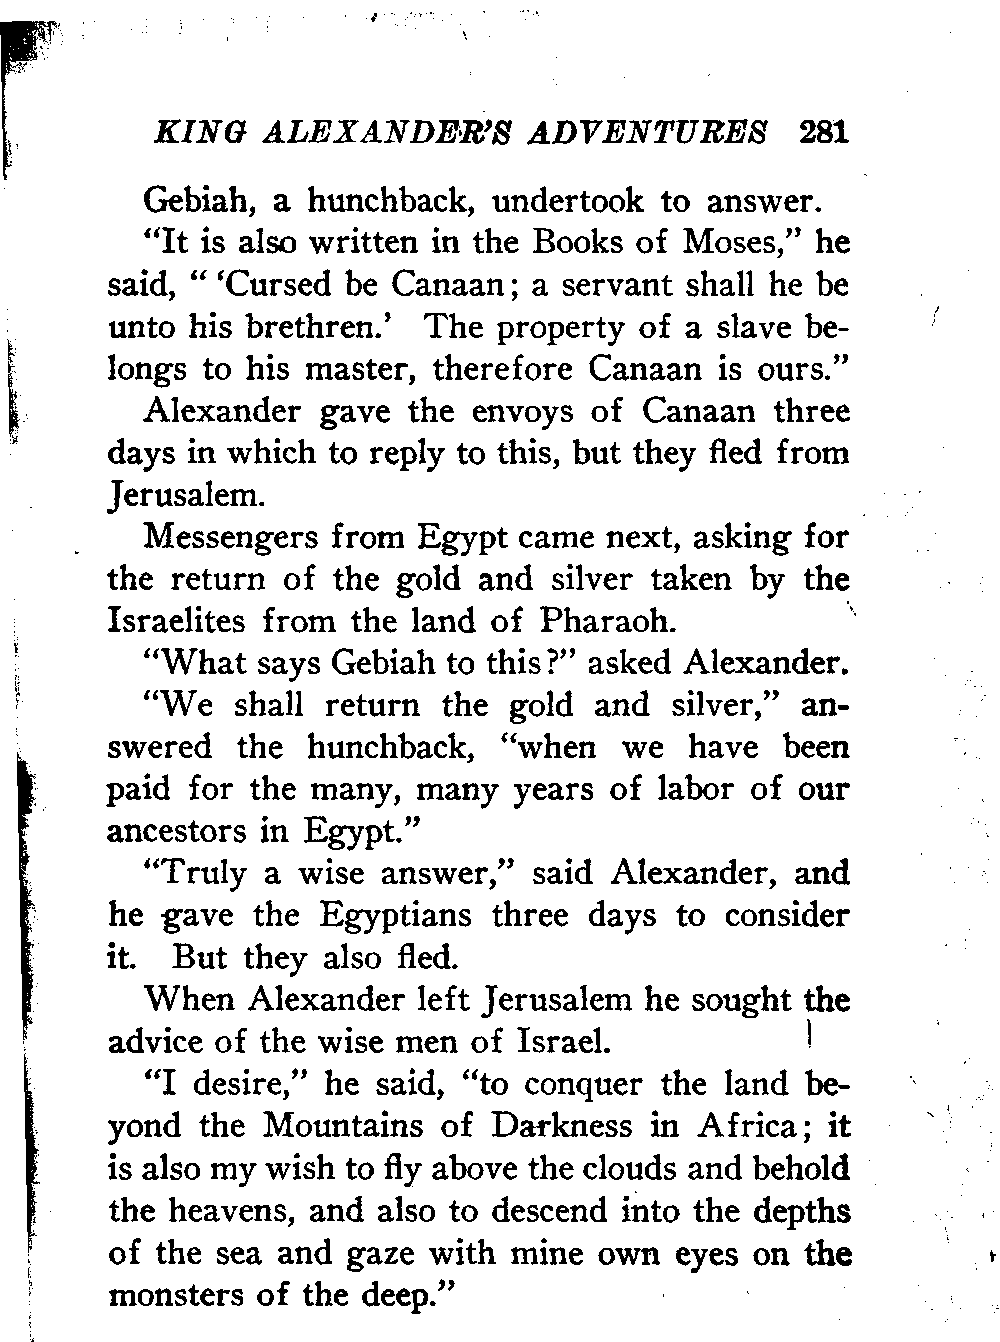 KING ALEXANDER'S ADVENTURES 281
Gebiah, a hunchback, undertook to answer.
“It is also written in the Books of Moses,” he
said, “ ‘Cursed be Canaan; a servant shall he be
unto his brethren.’ The property of a slave be-
longs to his master, therefore Canaan is ours.”
Alexander gave the envoys of Canaan three
days in which to reply to this, but they fled from
Jerusalem.
Messengers from Egypt came next, asking for
the return of the gold and silver taken by the
Israelites from the land of Pharaoh.
“What says Gebiah to this?” asked Alexander.
“We shall return the gold and silver,” an-
swered the hunchback, “when we have been
paid for the many, many years of labor of our
ancestors in Egypt.”
“Truly a wise answer,” said Alexander, and
he gave the Egyptians three days to consider
it. But they also fled.
When Alexander left Jerusalem he sought the
advice of the wise men of Israel.
“I desire,” he said, “to conquer the land be-
yond the Mountains of Darkness in Africa; it
is also my wish to fly above the clouds and behold
the heavens, and also to descend into the depths
of the sea and gaze with mine own eyes on the
monsters of the deep.”